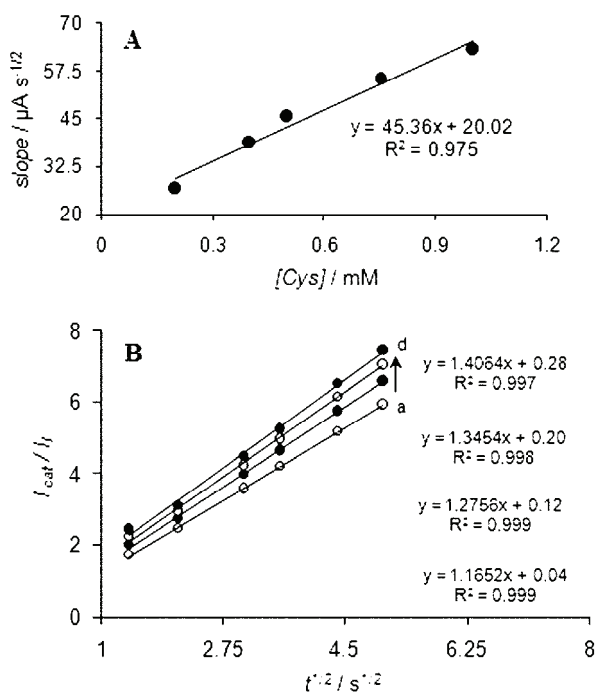 A
70
57.5
45
32.5
20
slope / µA s-1/2
y = 45.36x + 20.02
R² = 0.975
0 0.3 0.6 0.9 1.2
[Cys] / mM
B
8
6
4
2
0
I cat / I l
d
a
y = 1.4064x + 0.28
R² = 0.997
y = 1.3454x + 0.20
R² = 0.998
y = 1.2756x + 0.12
R² = 0.999
y = 1.1652x + 0.04
R² = 0.999
1 2.75 4.5 6.25 8